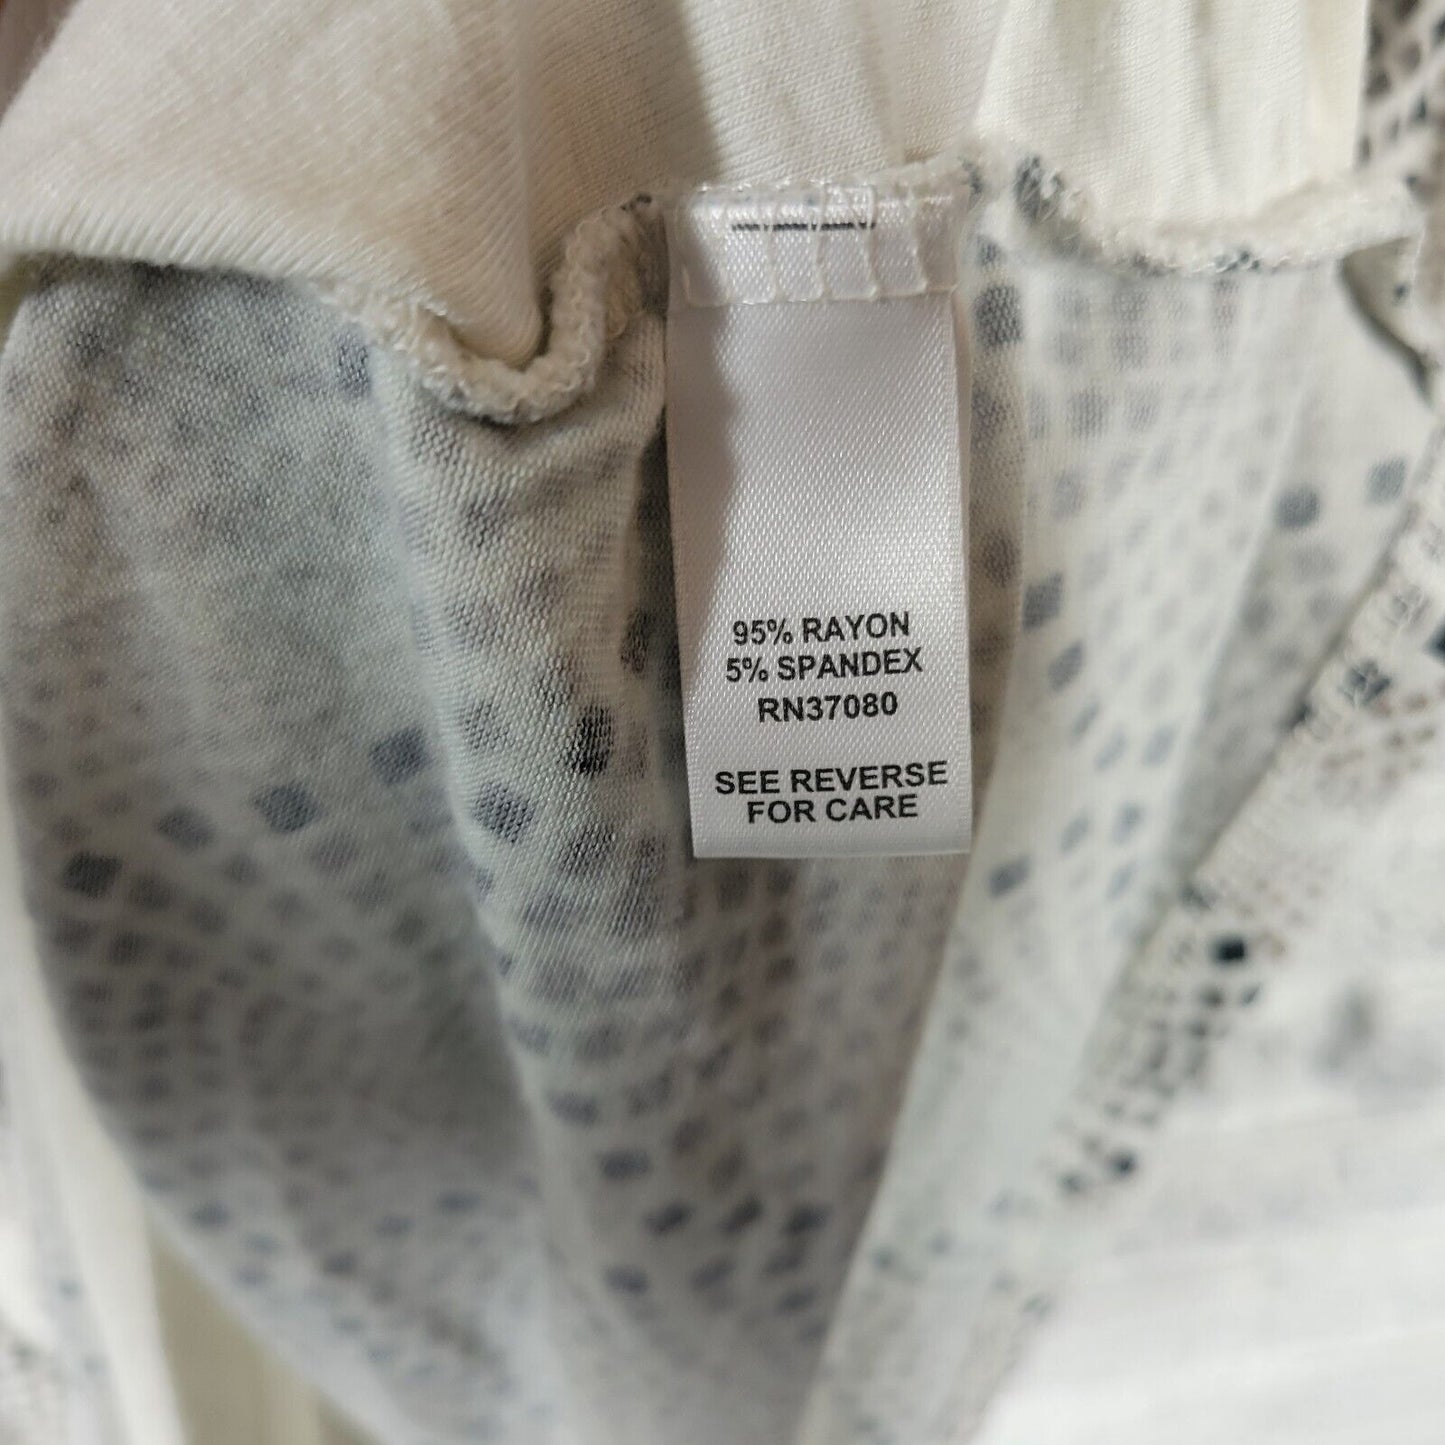 95% RAYON
5% SPANDEX
RN37080
SEE REVERSE
FOR CARE